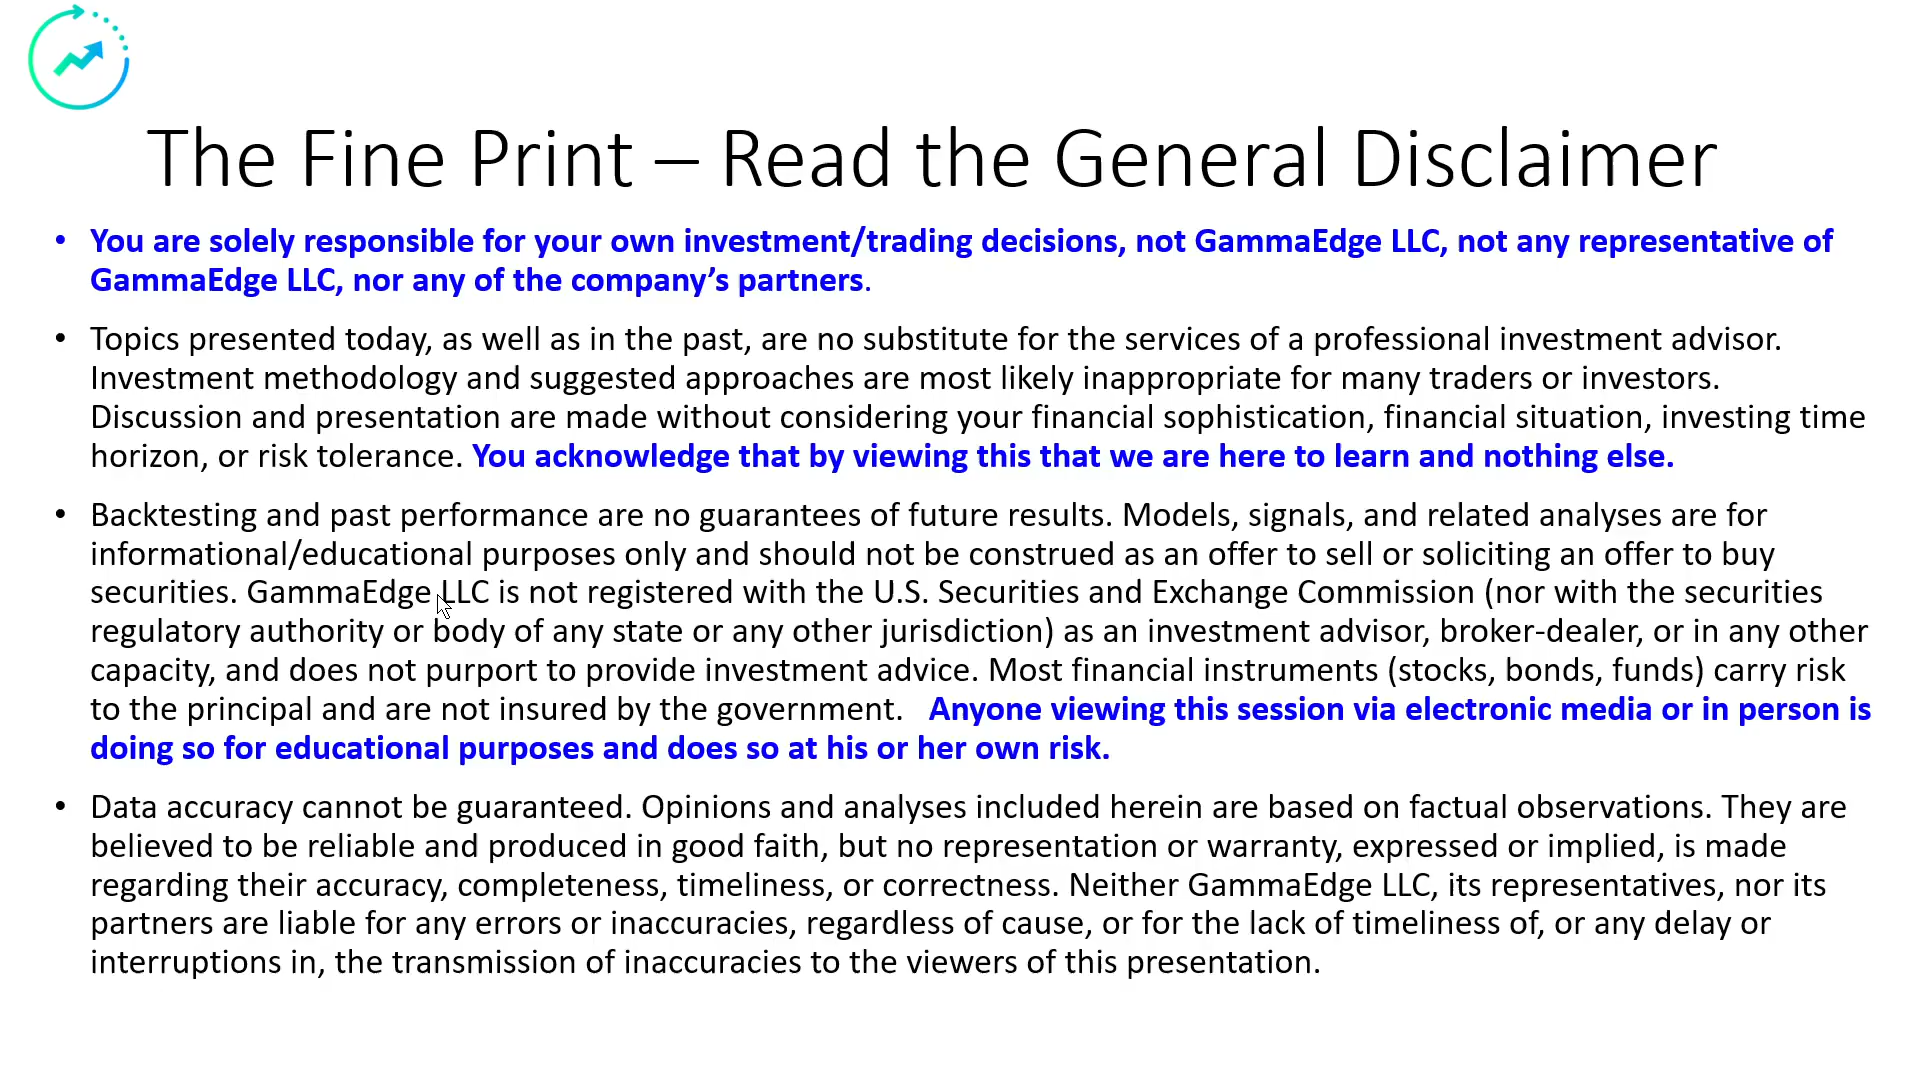 The Fine Print – Read the General Disclaimer
• You are solely responsible for your own investment/trading decisions, not GammaEdge LLC, not any representative of
GammaEdge LLC, nor any of the company’s partners.
• Topics presented today, as well as in the past, are no substitute for the services of a professional investment advisor.
Investment methodology and suggested approaches are most likely inappropriate for many traders or investors.
Discussion and presentation are made without considering your financial sophistication, financial situation, investing time
horizon, or risk tolerance. You acknowledge that by viewing this that we are here to learn and nothing else.
• Backtesting and past performance are no guarantees of future results. Models, signals, and related analyses are for
informational/educational purposes only and should not be construed as an offer to sell or soliciting an offer to buy
securities. GammaEdge LLC is not registered with the U.S. Securities and Exchange Commission (nor with the securities
regulatory authority or body of any state or any other jurisdiction) as an investment advisor, broker-dealer, or in any other
capacity, and does not purport to provide investment advice. Most financial instruments (stocks, bonds, funds) carry risk
to the principal and are not insured by the government. Anyone viewing this session via electronic media or in person is
doing so for educational purposes and does so at his or her own risk.
• Data accuracy cannot be guaranteed. Opinions and analyses included herein are based on factual observations. They are
believed to be reliable and produced in good faith, but no representation or warranty, expressed or implied, is made
regarding their accuracy, completeness, timeliness, or correctness. Neither GammaEdge LLC, its representatives, nor its
partners are liable for any errors or inaccuracies, regardless of cause, or for the lack of timeliness of, or any delay or
interruptions in, the transmission of inaccuracies to the viewers of this presentation.